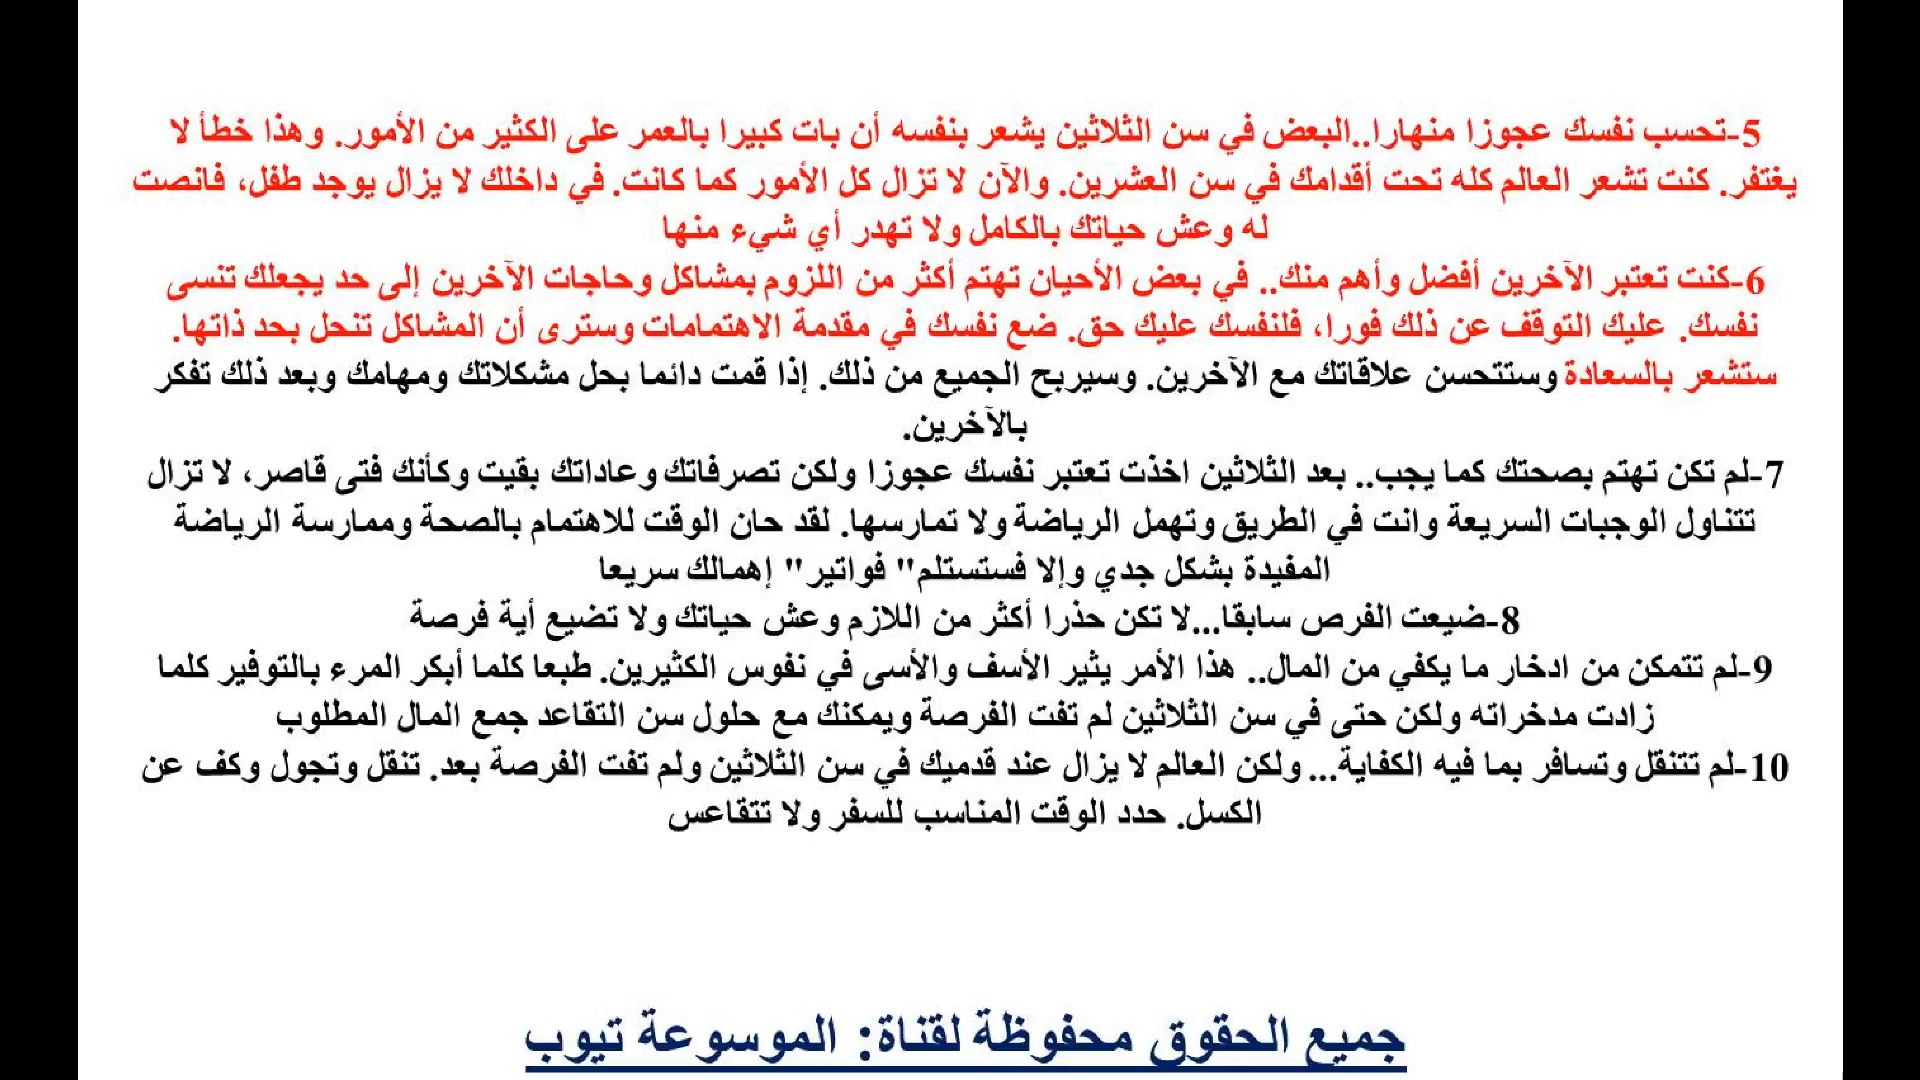 5-تحسب نفسك عجوزا منهارا..البعض في سن الثلاثين يشعر بنفسه أن بات كبيرا بالعمر على الكثير من الأمور. وهذا خطأ لا
يغتفر. كنت تشعر العالم كله تحت أقدامك في سن العشرين. والآن لا تزال كل الأمور كما كانت. في داخلك لا يزال يوجد طفل، فانصت
له وعش حياتك بالكامل ولا تهدر أي شيء منها
6-كنت تعتبر الآخرين أفضل وأهم منك.. في بعض الأحيان تهتم أكثر من اللزوم بمشاكل وحاجات الآخرين إلى حد يجعلك تنسى
نفسك. عليك التوقف عن ذلك فورا، فلنفسك عليك حق. ضع نفسك في مقدمة الاهتمامات وسترى أن المشاكل تنحل بحد ذاتها.
ستشعر بالسعادة وستتحسن علاقاتك مع الآخرين. وسيربح الجميع من ذلك. إذا قمت دائما بحل مشكلاتك ومهامك وبعد ذلك تفكر
بالآخرين.
7-لم تكن تهتم بصحتك كما يجب.. بعد الثلاثين اخذت تعتبر نفسك عجوزا ولكن تصرفاتك وعاداتك بقيت وكأنك فتى قاصر، لا تزال
تتناول الوجبات السريعة وانت في الطريق وتهمل الرياضة ولا تمارسها. لقد حان الوقت للاهتمام بالصحة وممارسة الرياضة
المفيدة بشكل جدي وإلا فستستلم" فواتير" إهمالك سريعا
8-ضيعت الفرص سابقا...لا تكن حذرا أكثر من اللازم وعش حياتك ولا تضيع أية فرصة
9-لم تتمكن من ادخار ما يكفي من المال.. هذا الأمر يثير الأسف والأسى في نفوس الكثيرين. طبعا كلما أبكر المرء بالتوفير كلما
زادت مدخراته ولكن حتى في سن الثلاثين لم تفت الفرصة ويمكنك مع حلول سن التقاعد جمع المال المطلوب
10-لم تتنقل وتسافر بما فيه الكفاية... ولكن العالم لا يزال عند قدميك في سن الثلاثين ولم تفت الفرصة بعد. تنقل وتجول وكف عن
الكسل. حدد الوقت المناسب للسفر ولا تتقاعس
جميع الحقوق محفوظة لقناة: الموسوعة تيوب